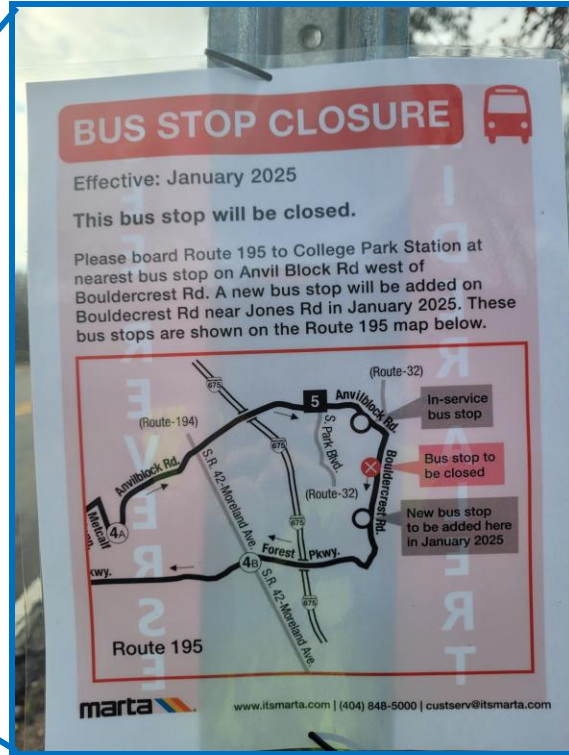 BUS STOP CLOSURE
Effective: January 2025
This bus stop will be closed.
Please board Route 195 to College Park Station at
nearest bus stop on Anvil Block Rd west of
Bouldercrest Rd. A new bus stop will be added on
Bouldecrest Rd near Jones Rd in January 2025. These
bus stops are shown on the Route 195 map below.
675
(Route-32)
5
Anvilblock Rd.
In-service
bus stop
(Route-194)
675
S. Park Blvd.
Anvilblock Rd.
S.R. 42-Moreland Ave.
Bus stop to
be closed
Bouldercrest Rd.
(Route-32)
Metcalf
4A
675
New bus stop
to be added here
in January 2025
Forest Pkwy.
4B
kwy.
S.R. 42-Moreland Ave.
675
Route 195
marta
www.itsmarta.com | (404) 848-5000 | custserv@itsmarta.com